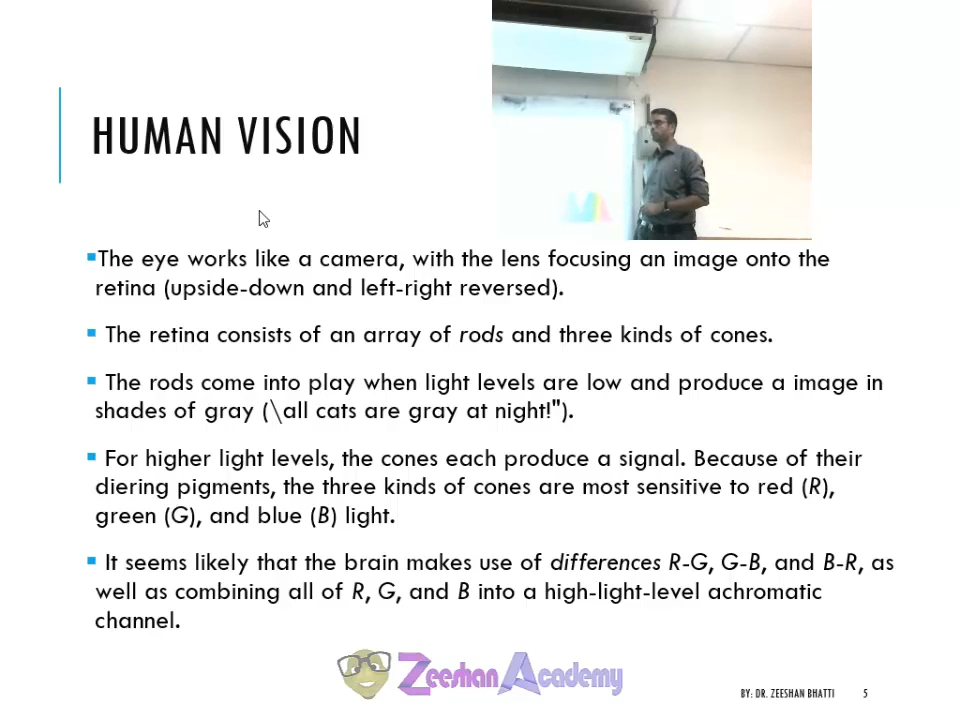 HUMAN VISION
▪The eye works like a camera, with the lens focusing an image onto the
retina (upside-down and left-right reversed).
▪ The retina consists of an array of rods and three kinds of cones.
▪ The rods come into play when light levels are low and produce a image in
shades of gray (\all cats are gray at night!").
▪ For higher light levels, the cones each produce a signal. Because of their
diering pigments, the three kinds of cones are most sensitive to red (R),
green (G), and blue (B) light.
▪ It seems likely that the brain makes use of differences R-G, G-B, and B-R, as
well as combining all of R, G, and B into a high-light-level achromatic
channel.
Zeeshan Academy
BY: DR. ZEESHAN BHATTI 5